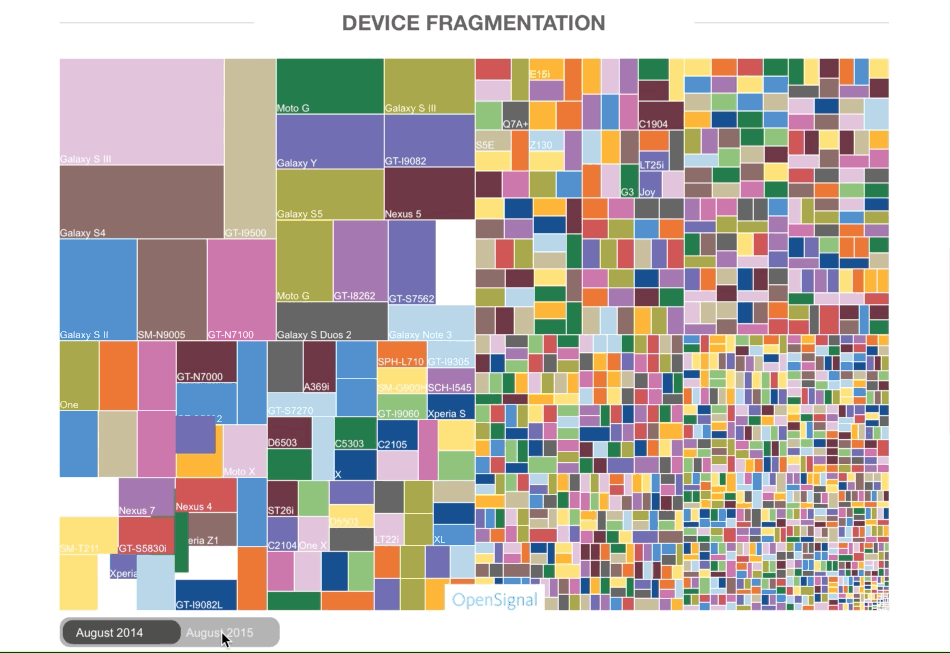 DEVICE FRAGMENTATION
Galaxy S III
Galaxy S4
GT-I9500
Moto G
Galaxy S III
Galaxy Y
GT-I9082
Galaxy S5
Nexus 5
Moto G
GT-I8262
GT-S7562
Galaxy S II
SM-N9005
GT-N7100
Galaxy S Duos 2
Galaxy Note 3
E15i
Q7A+
C1904
S5E
Z130
LT25i
G3
Joy
One
GT-N7000
A369i
SPH-L710
GT-I9305
SCH-I545
GT-S7270
GT-I9060
Xperia S
Moto X
D6503
C5303
C2105
X
Nexus 7
Nexus 4
ST26i
D5503
GT-S5830i
eria Z1
C2104
One X
LT22i
XL
Xperia
GT-I9082L
OpenSignal
August 2014
August 2015